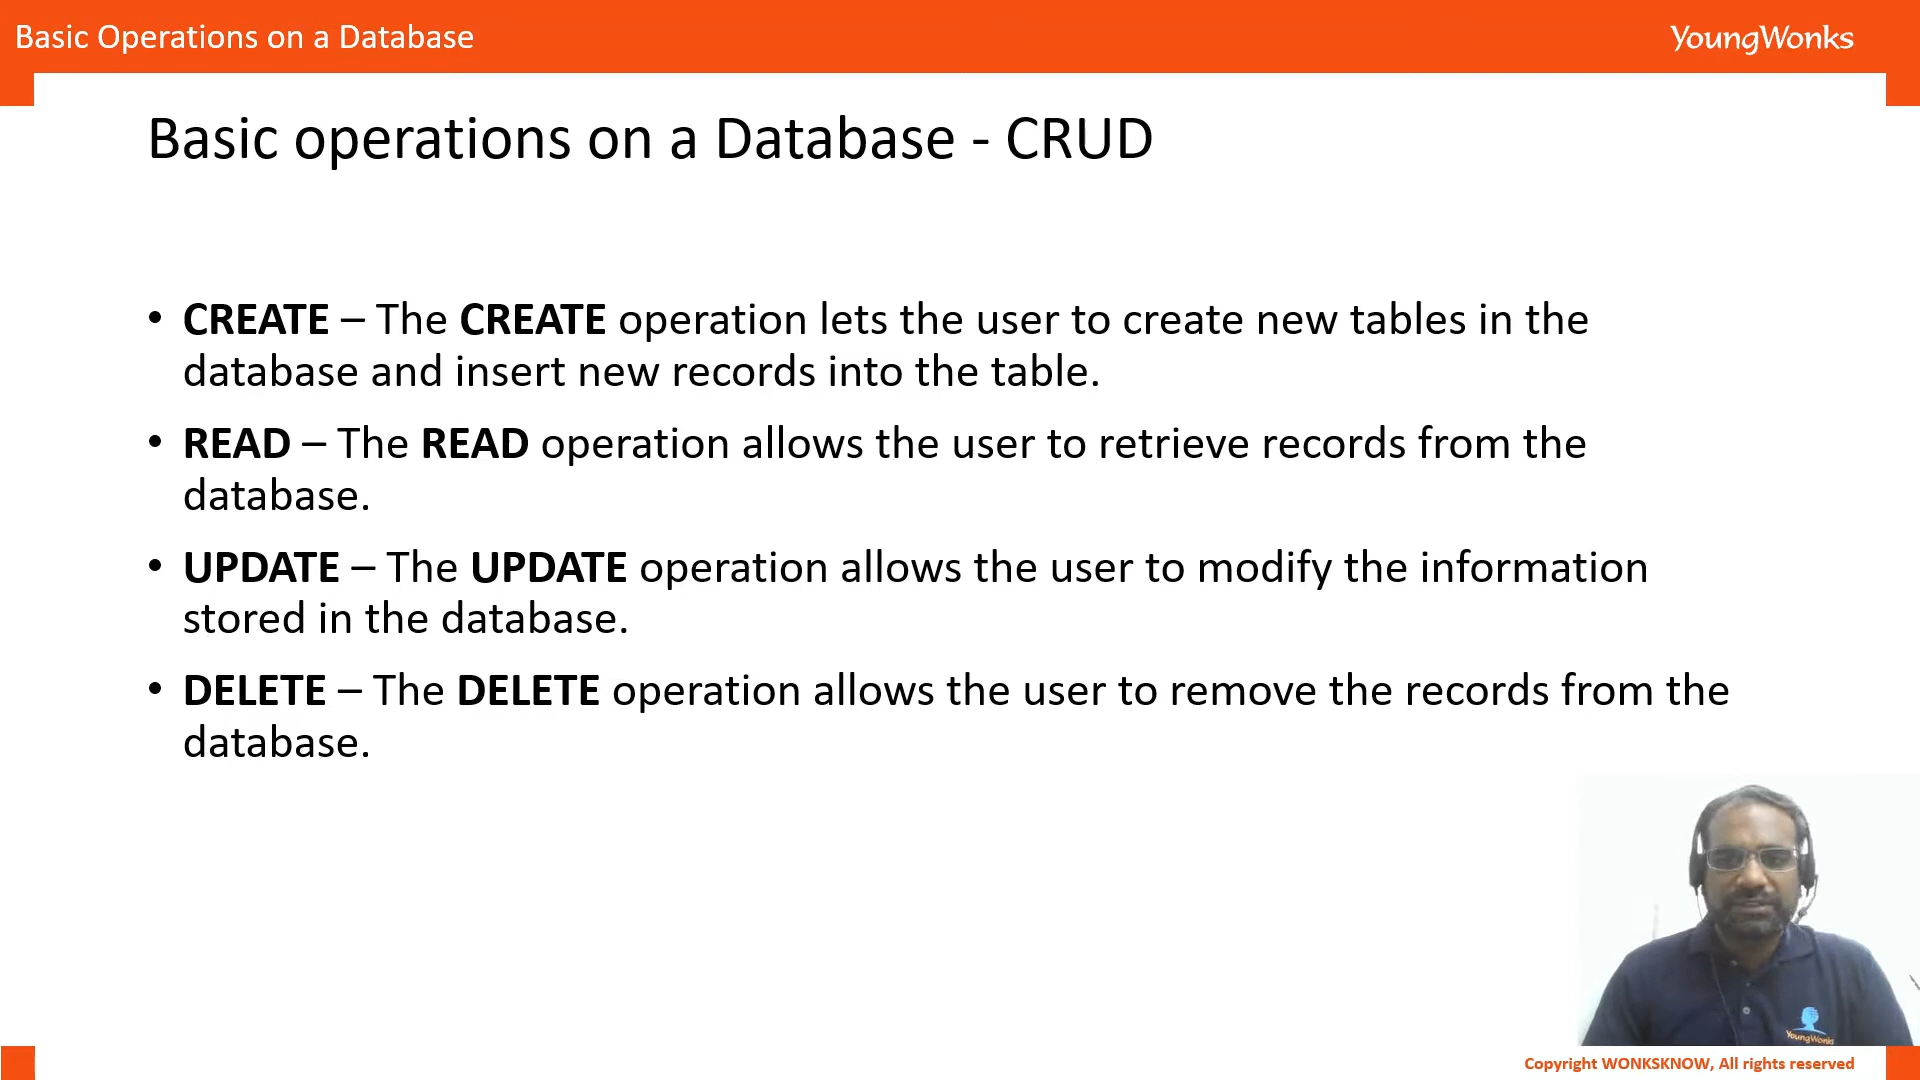 Basic Operations on a Database
YoungWonks
Basic operations on a Database - CRUD
• CREATE – The CREATE operation lets the user to create new tables in the
database and insert new records into the table.
• READ – The READ operation allows the user to retrieve records from the
database.
• UPDATE – The UPDATE operation allows the user to modify the information
stored in the database.
• DELETE – The DELETE operation allows the user to remove the records from the
database.
YoungWonks
Copyright WONKSKNOW, All rights reserved